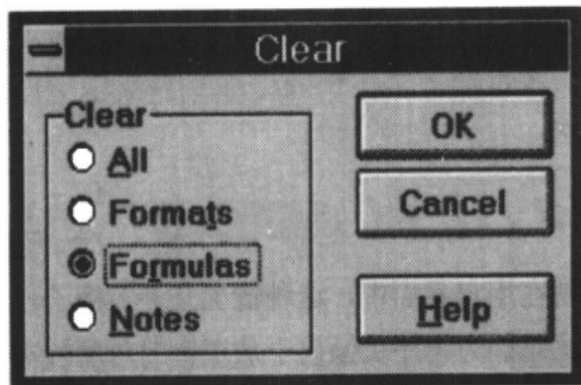 Clear
Clear
All
Formats
Formulas
Notes
OK
Cancel
Help